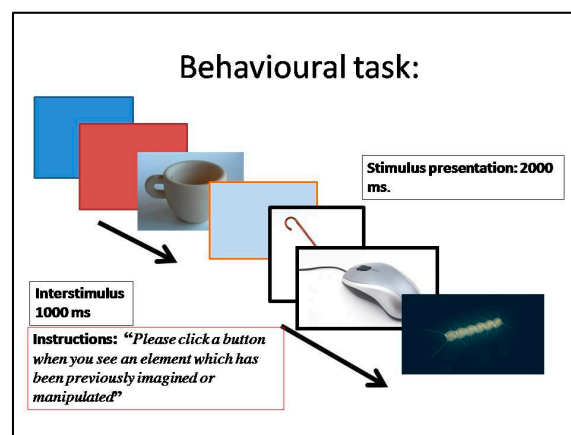 Behavioural task:
Stimulus presentation: 2000
ms.
Interstimulus
1000 ms
Instructions: “Please click a button
when you see an element which has
been previously imagined or
manipulated”